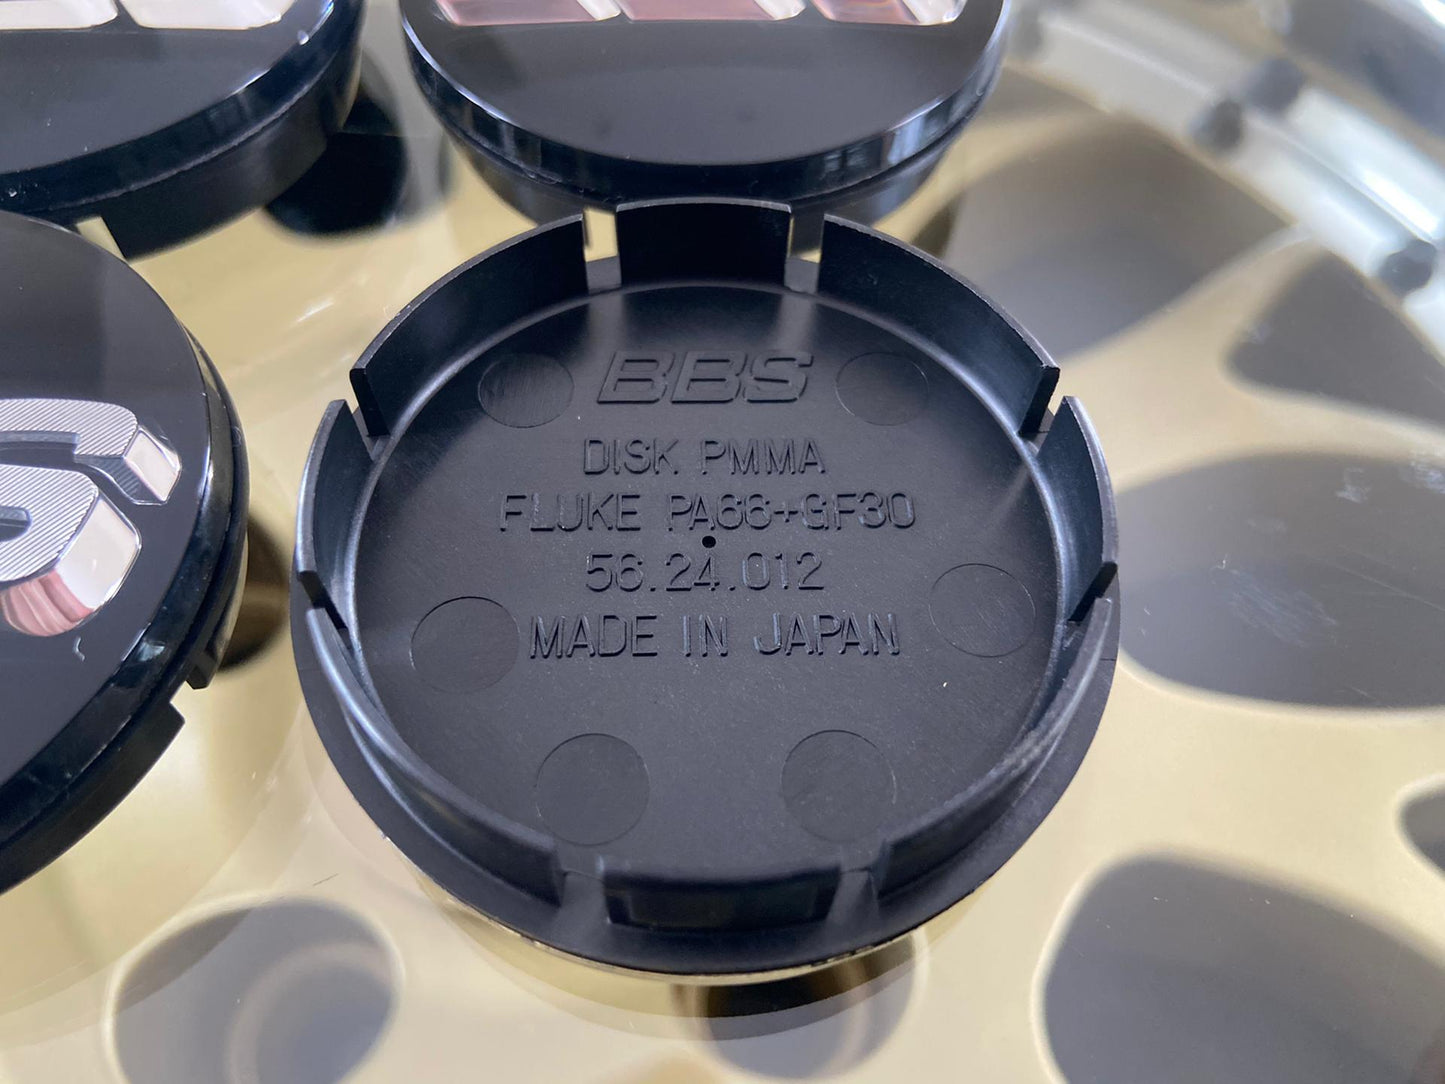 BBS
DISK PMMA
FLUKE PA66+GF30
56.24.012
MADE IN JAPAN